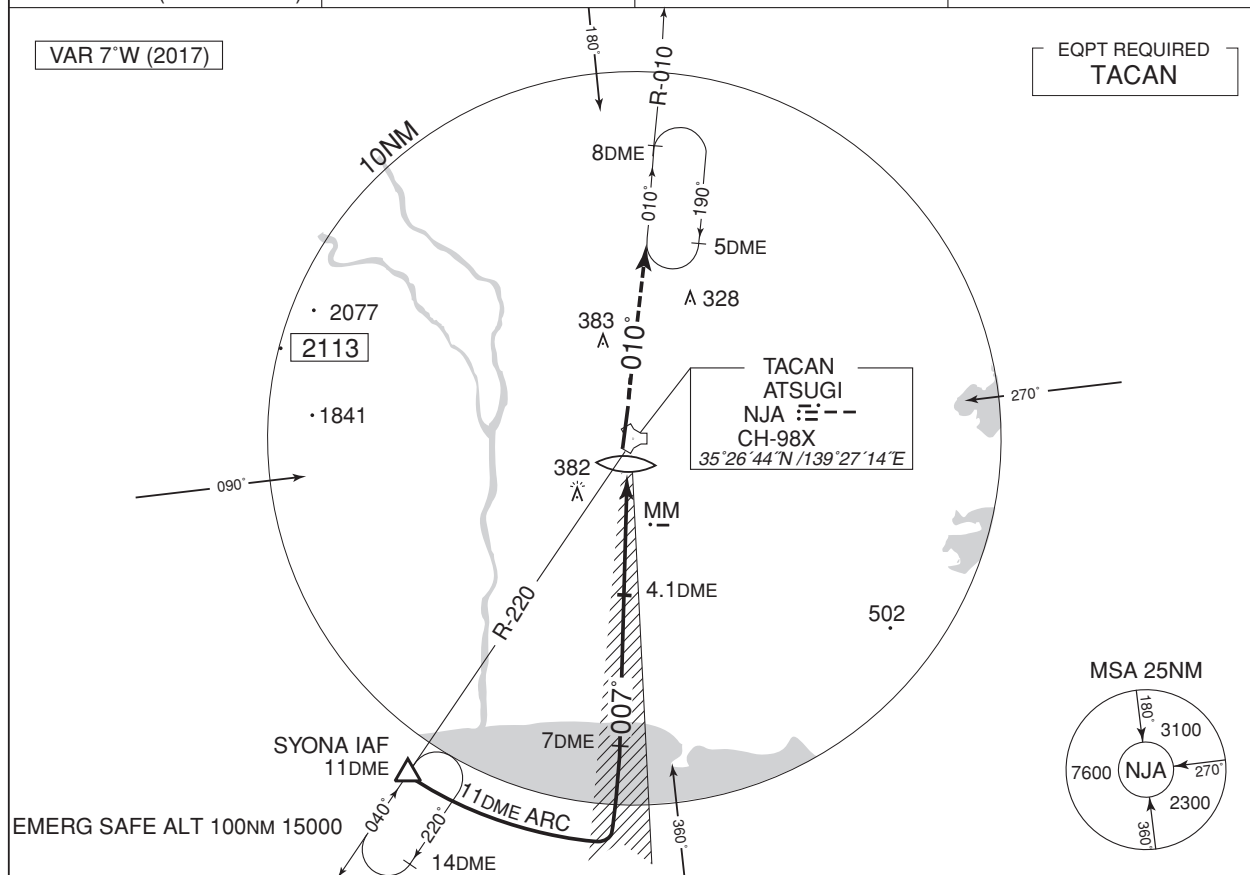 VAR 7°W (2017)
EQPT REQUIRED
TACAN
180°
R-010
10NM
8DME
010°
190°
5DME
328
383
2077
2113
1841
010°
TACAN
ATSUGI
NJA
CH-98X
35°26´44˝N /139°27´14˝E
270°
090°
382
MM
4.1DME
R-220
502
007°
7DME
SYONA IAF
11DME
11DME ARC
040°
220°
14DME
360°
EMERG SAFE ALT 100NM 15000
MSA 25NM
180°
3100
7600
NJA
270°
2300
360°